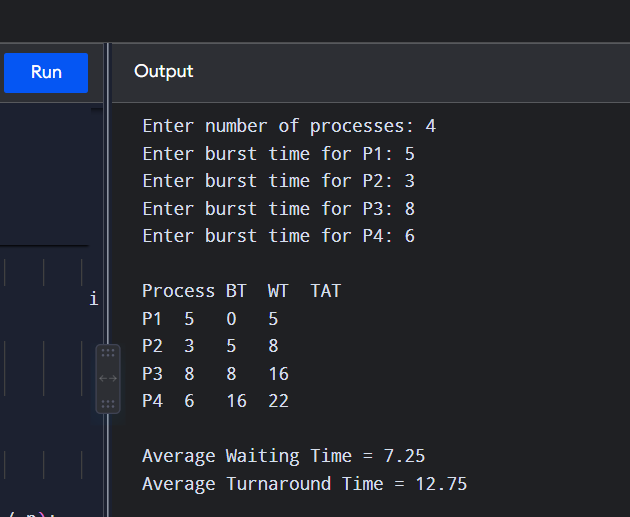 Run
Output
Enter number of processes: 4
Enter burst time for P1: 5
Enter burst time for P2: 3
Enter burst time for P3: 8
Enter burst time for P4: 6
Process BT WT TAT
i
P1 5 0 5
P2 3 5 8
P3 8 8 16
P4 6 16 22
Average Waiting Time = 7.25
Average Turnaround Time = 12.75